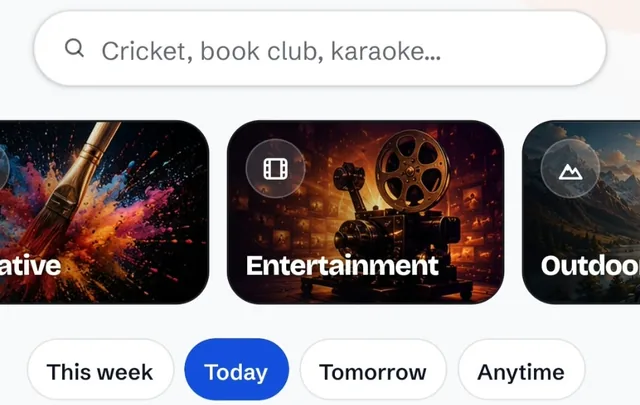 Cricket, book club, karaoke...
ative
Entertainment
Outdoo
This week
Today
Tomorrow
Anytime